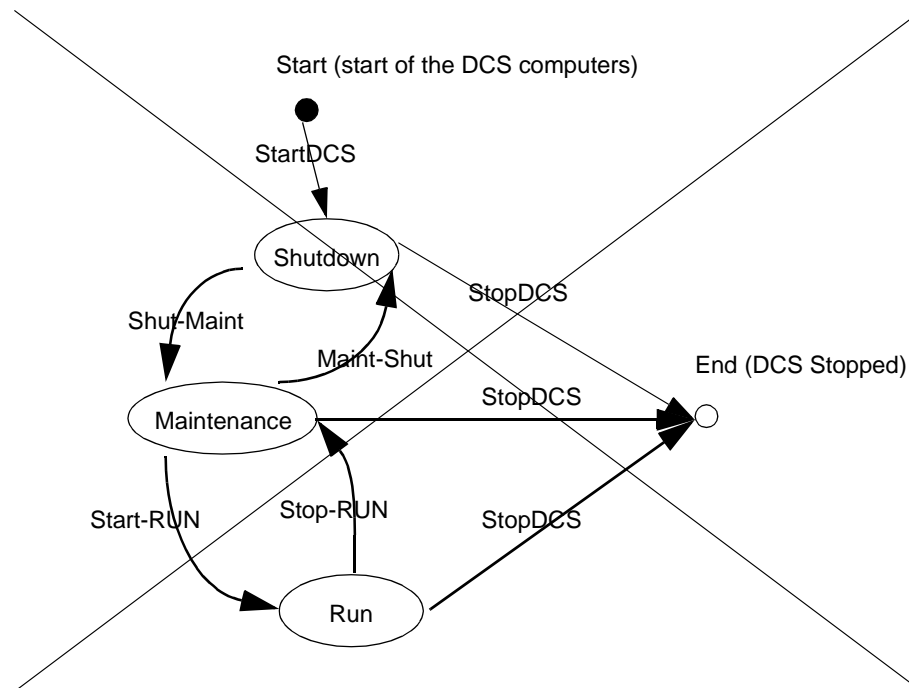 Start (start of the DCS computers)
StartDCS
Shutdown
StopDCS
Shut-Maint
Maint-Shut
End (DCS Stopped)
StopDCS
Maintenance
Stop-RUN
Start-RUN
StopDCS
Run